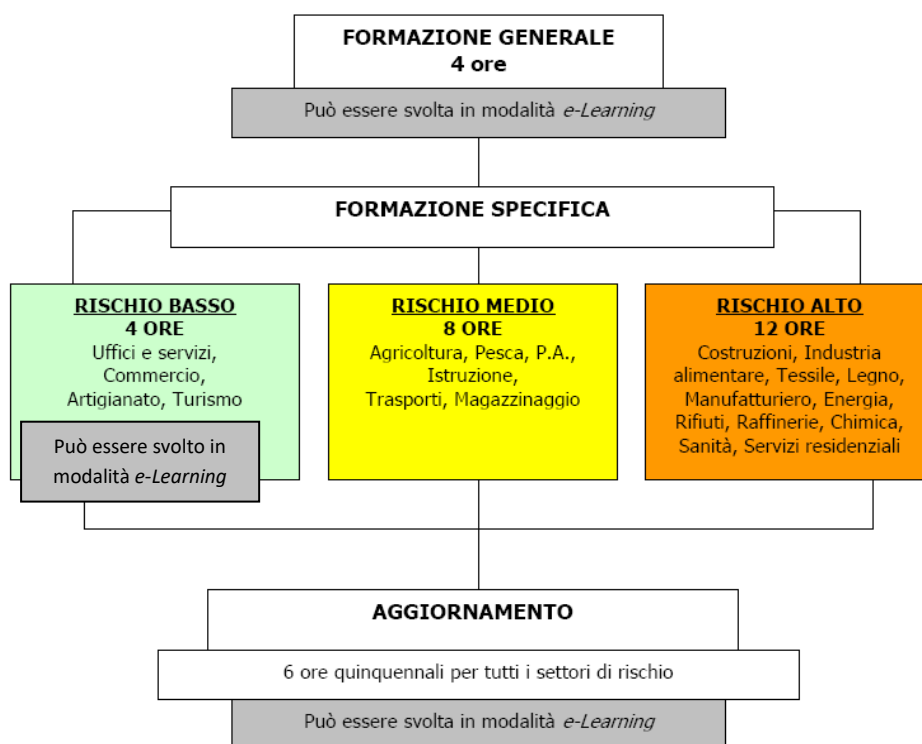 FORMAZIONE GENERALE
4 ore
Può essere svolta in modalità e-Learning
FORMAZIONE SPECIFICA
RISCHIO BASSO
4 ORE
Uffici e servizi,
Commercio,
Artigianato, Turismo
Può essere svolto in
modalità e-Learning
RISCHIO MEDIO
8 ORE
Agricoltura, Pesca, P.A.,
Istruzione,
Trasporti, Magazzinaggio
RISCHIO ALTO
12 ORE
Costruzioni, Industria
alimentare, Tessile, Legno,
Manufatturiero, Energia,
Rifiuti, Raffinerie, Chimica,
Sanità, Servizi residenziali
AGGIORNAMENTO
6 ore quinquennali per tutti i settori di rischio
Può essere svolta in modalità e-Learning